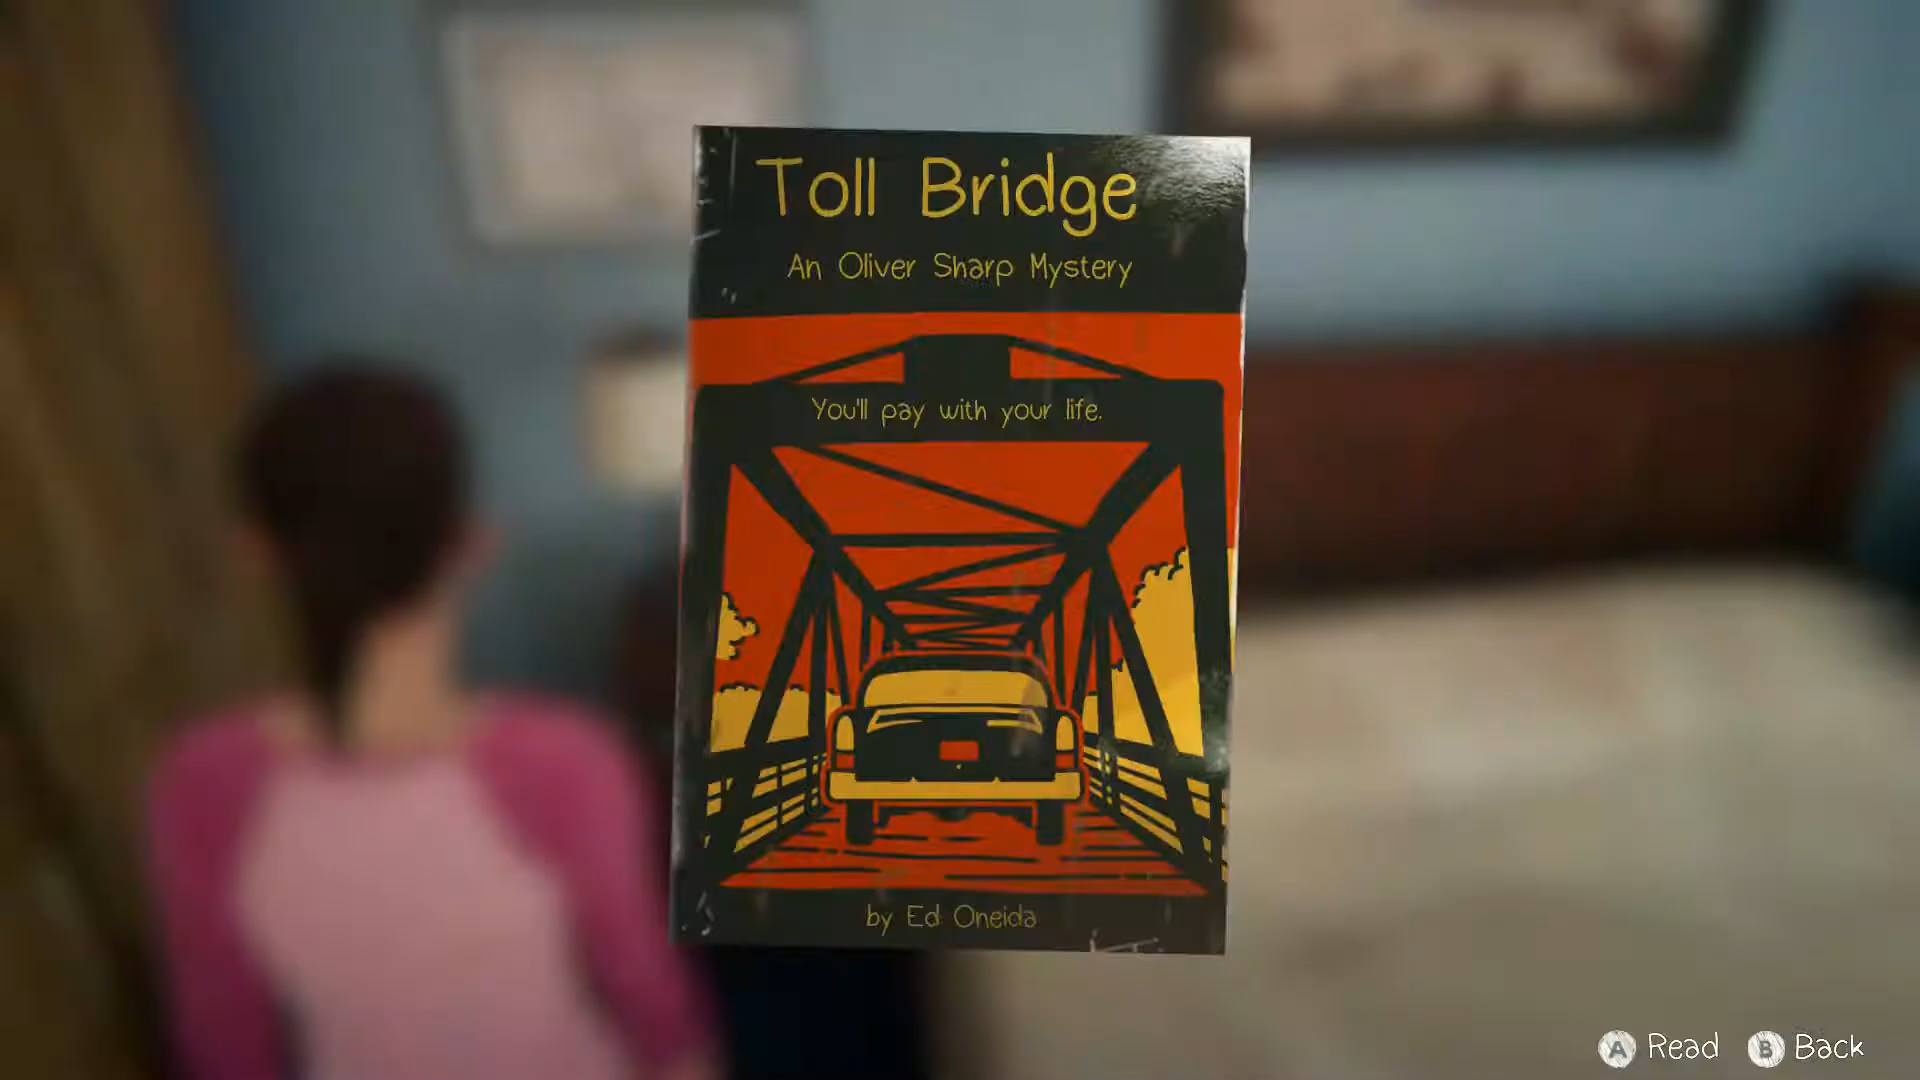 Toll Bridge
An Oliver Sharp Mystery
You'll pay with your life.
by Ed Oneida
A Read B Back